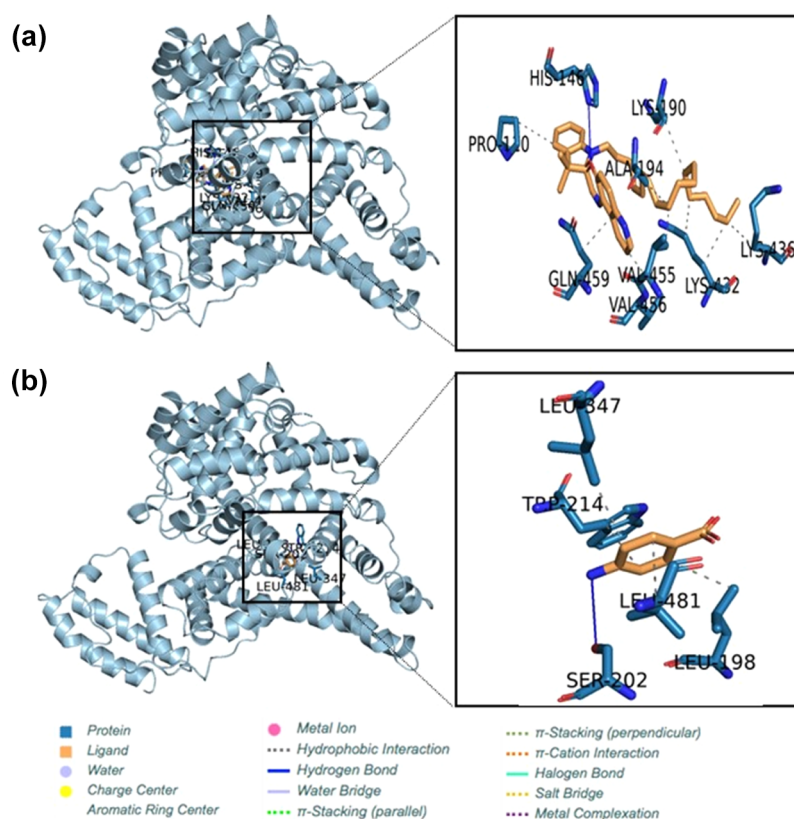 (a)
HIS-146
LYS-190
PRO-110
ALA-194
LYS-436
GLN-459
VAL-455
LYS-432
VAL-456
(b)
LEU-347
TRP-214
LEU-481
LEU-347
LEU-481
LEU-198
SER-202
Protein
Ligand
Water
Charge Center
Aromatic Ring Center
Metal Ion
Hydrophobic Interaction
Hydrogen Bond
Water Bridge
π-Stacking (parallel)
π-Stacking (perpendicular)
π-Cation Interaction
Halogen Bond
Salt Bridge
Metal Complexation